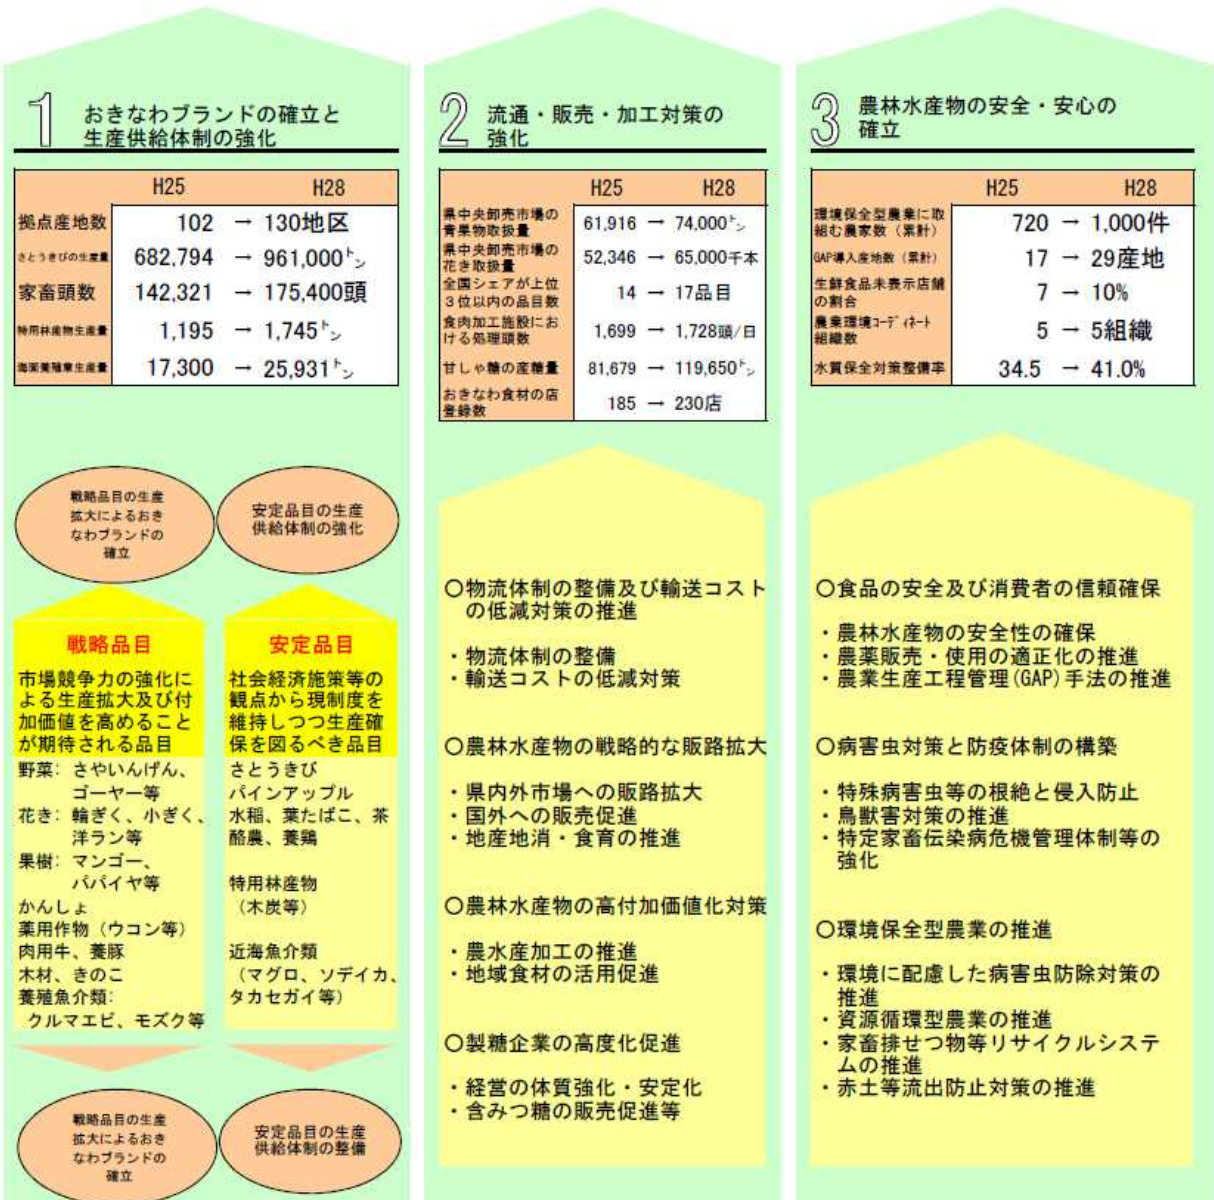 1 おきなわブランドの確立と
生産供給体制の強化
H25 H28
拠点産地数 102 → 130地区
さとうきびの生産量 682,794 → 961,000㌧
家畜頭数 142,321 → 175,400頭
特用林産物生産量 1,195 → 1,745㌧
海面養殖業生産量 17,300 → 25,931㌧
戦略品目の生産
拡大によるおき
なわブランドの
確立
安定品目の生産
供給体制の強化
戦略品目
市場競争力の強化に
よる生産拡大及び付
加価値を高めること
が期待される品目
野菜: さやいんげん、
ゴーヤー等
花き: 輪ぎく、小ぎく、
洋ラン等
果樹: マンゴー、
パパイヤ等
かんしょ
薬用作物（ウコン等）
肉用牛、養豚
木材、きのこ
養殖魚介類:
クルマエビ、モズク等
安定品目
社会経済施策等の
観点から現制度を
維持しつつ生産確
保を図るべき品目
さとうきび
パインアップル
水稲、葉たばこ、茶
酪農、養鶏
特用林産物
（木炭等）
近海魚介類
（マグロ、ソデイカ、
タカセガイ等）
戦略品目の生産
拡大によるおき
なわブランドの
確立
安定品目の生産
供給体制の整備
2 流通・販売・加工対策の
強化
H25 H28
県中央卸売市場の
青果物取扱量 61,916 → 74,000㌧
県中央卸売市場の
花き取扱量 52,346 → 65,000千本
全国シェアが上位
３位以内の品目数 14 → 17品目
食肉加工施設にお
ける処理頭数 1,699 → 1,728頭/日
甘しゃ糖の産糖量 81,679 → 119,650㌧
おきなわ食材の店
登録数 185 → 230店
○物流体制の整備及び輸送コスト
の低減対策の推進
・物流体制の整備
・輸送コストの低減対策
○農林水産物の戦略的な販路拡大
・県内外市場への販路拡大
・国外への販売促進
・地産地消・食育の推進
○農林水産物の高付加価値化対策
・農水産加工の推進
・地域食材の活用促進
○製糖企業の高度化促進
・経営の体質強化・安定化
・含みつ糖の販売促進等
3 農林水産物の安全・安心の
確立
H25 H28
環境保全型農業に取
組む農家数（累計） 720 → 1,000件
GAP導入産地数（累計） 17 → 29産地
生鮮食品未表示店舗
の割合 7 → 10%
農業環境ｺｰﾃﾞｨﾈｰﾄ
組織数 5 → 5組織
水質保全対策整備率 34.5 → 41.0%
○食品の安全及び消費者の信頼確保
・農林水産物の安全性の確保
・農薬販売・使用の適正化の推進
・農業生産工程管理(GAP)手法の推進
○病害虫対策と防疫体制の構築
・特殊病害虫等の根絶と侵入防止
・鳥獣害対策の推進
・特定家畜伝染病危機管理体制等の
強化
○環境保全型農業の推進
・環境に配慮した病害虫防除対策の
推進
・資源循環型農業の推進
・家畜排せつ物等リサイクルシステ
ムの推進
・赤土等流出防止対策の推進